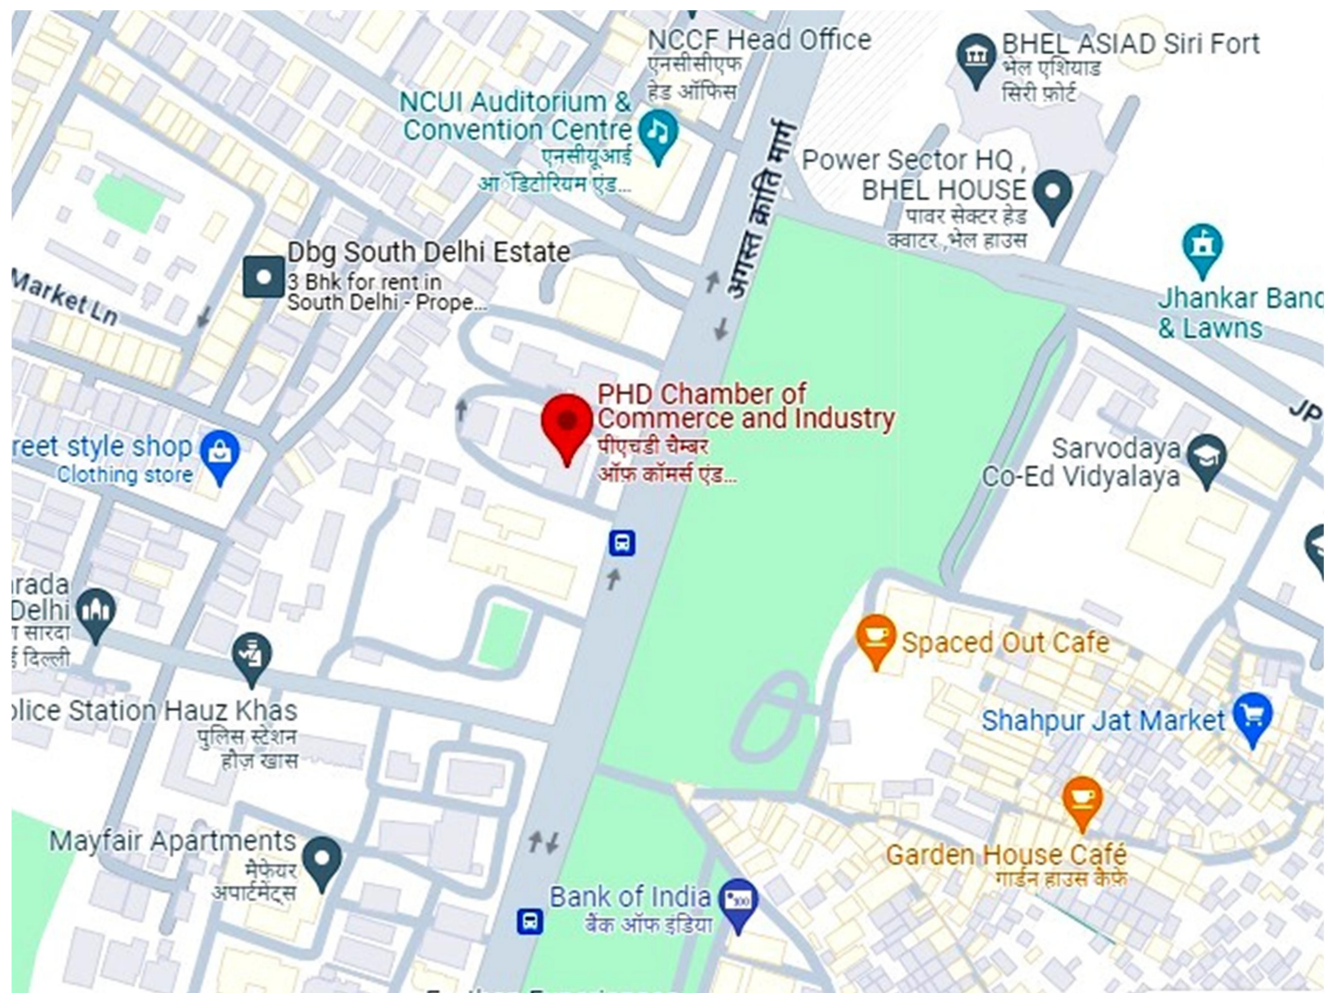 NCCF Head Office
एनसीसीएफ
हेड ऑफिस
BHEL ASIAD Siri Fort
भेल एशियाड
सिरी फ़ोर्ट
NCUI Auditorium &
Convention Centre
एनसीयूआई
ऑडिटोरियम एंड...
अगस्त क्रांति मार्ग
Power Sector HQ ,
BHEL HOUSE
पावर सेक्टर हेड
क्वाटर ,भेल हाउस
Dbg South Delhi Estate
3 Bhk for rent in
South Delhi - Prope...
Market Ln
Jhankar Banq
& Lawns
JP
PHD Chamber of
Commerce and Industry
पीएचडी चैम्बर
ऑफ़ कॉमर्स एंड...
reet style shop
Clothing store
Sarvodaya
Co-Ed Vidyalaya
arada
Delhi
सारदा
दिल्ली
Spaced Out Cafe
olice Station Hauz Khas
पुलिस स्टेशन
हौज़ खास
Shahpur Jat Market
Mayfair Apartments
मैफेयर
अपार्टमेंट्स
Garden House Café
गार्डन हाउस कैफ़े
Bank of India
बैंक ऑफ इंडिया